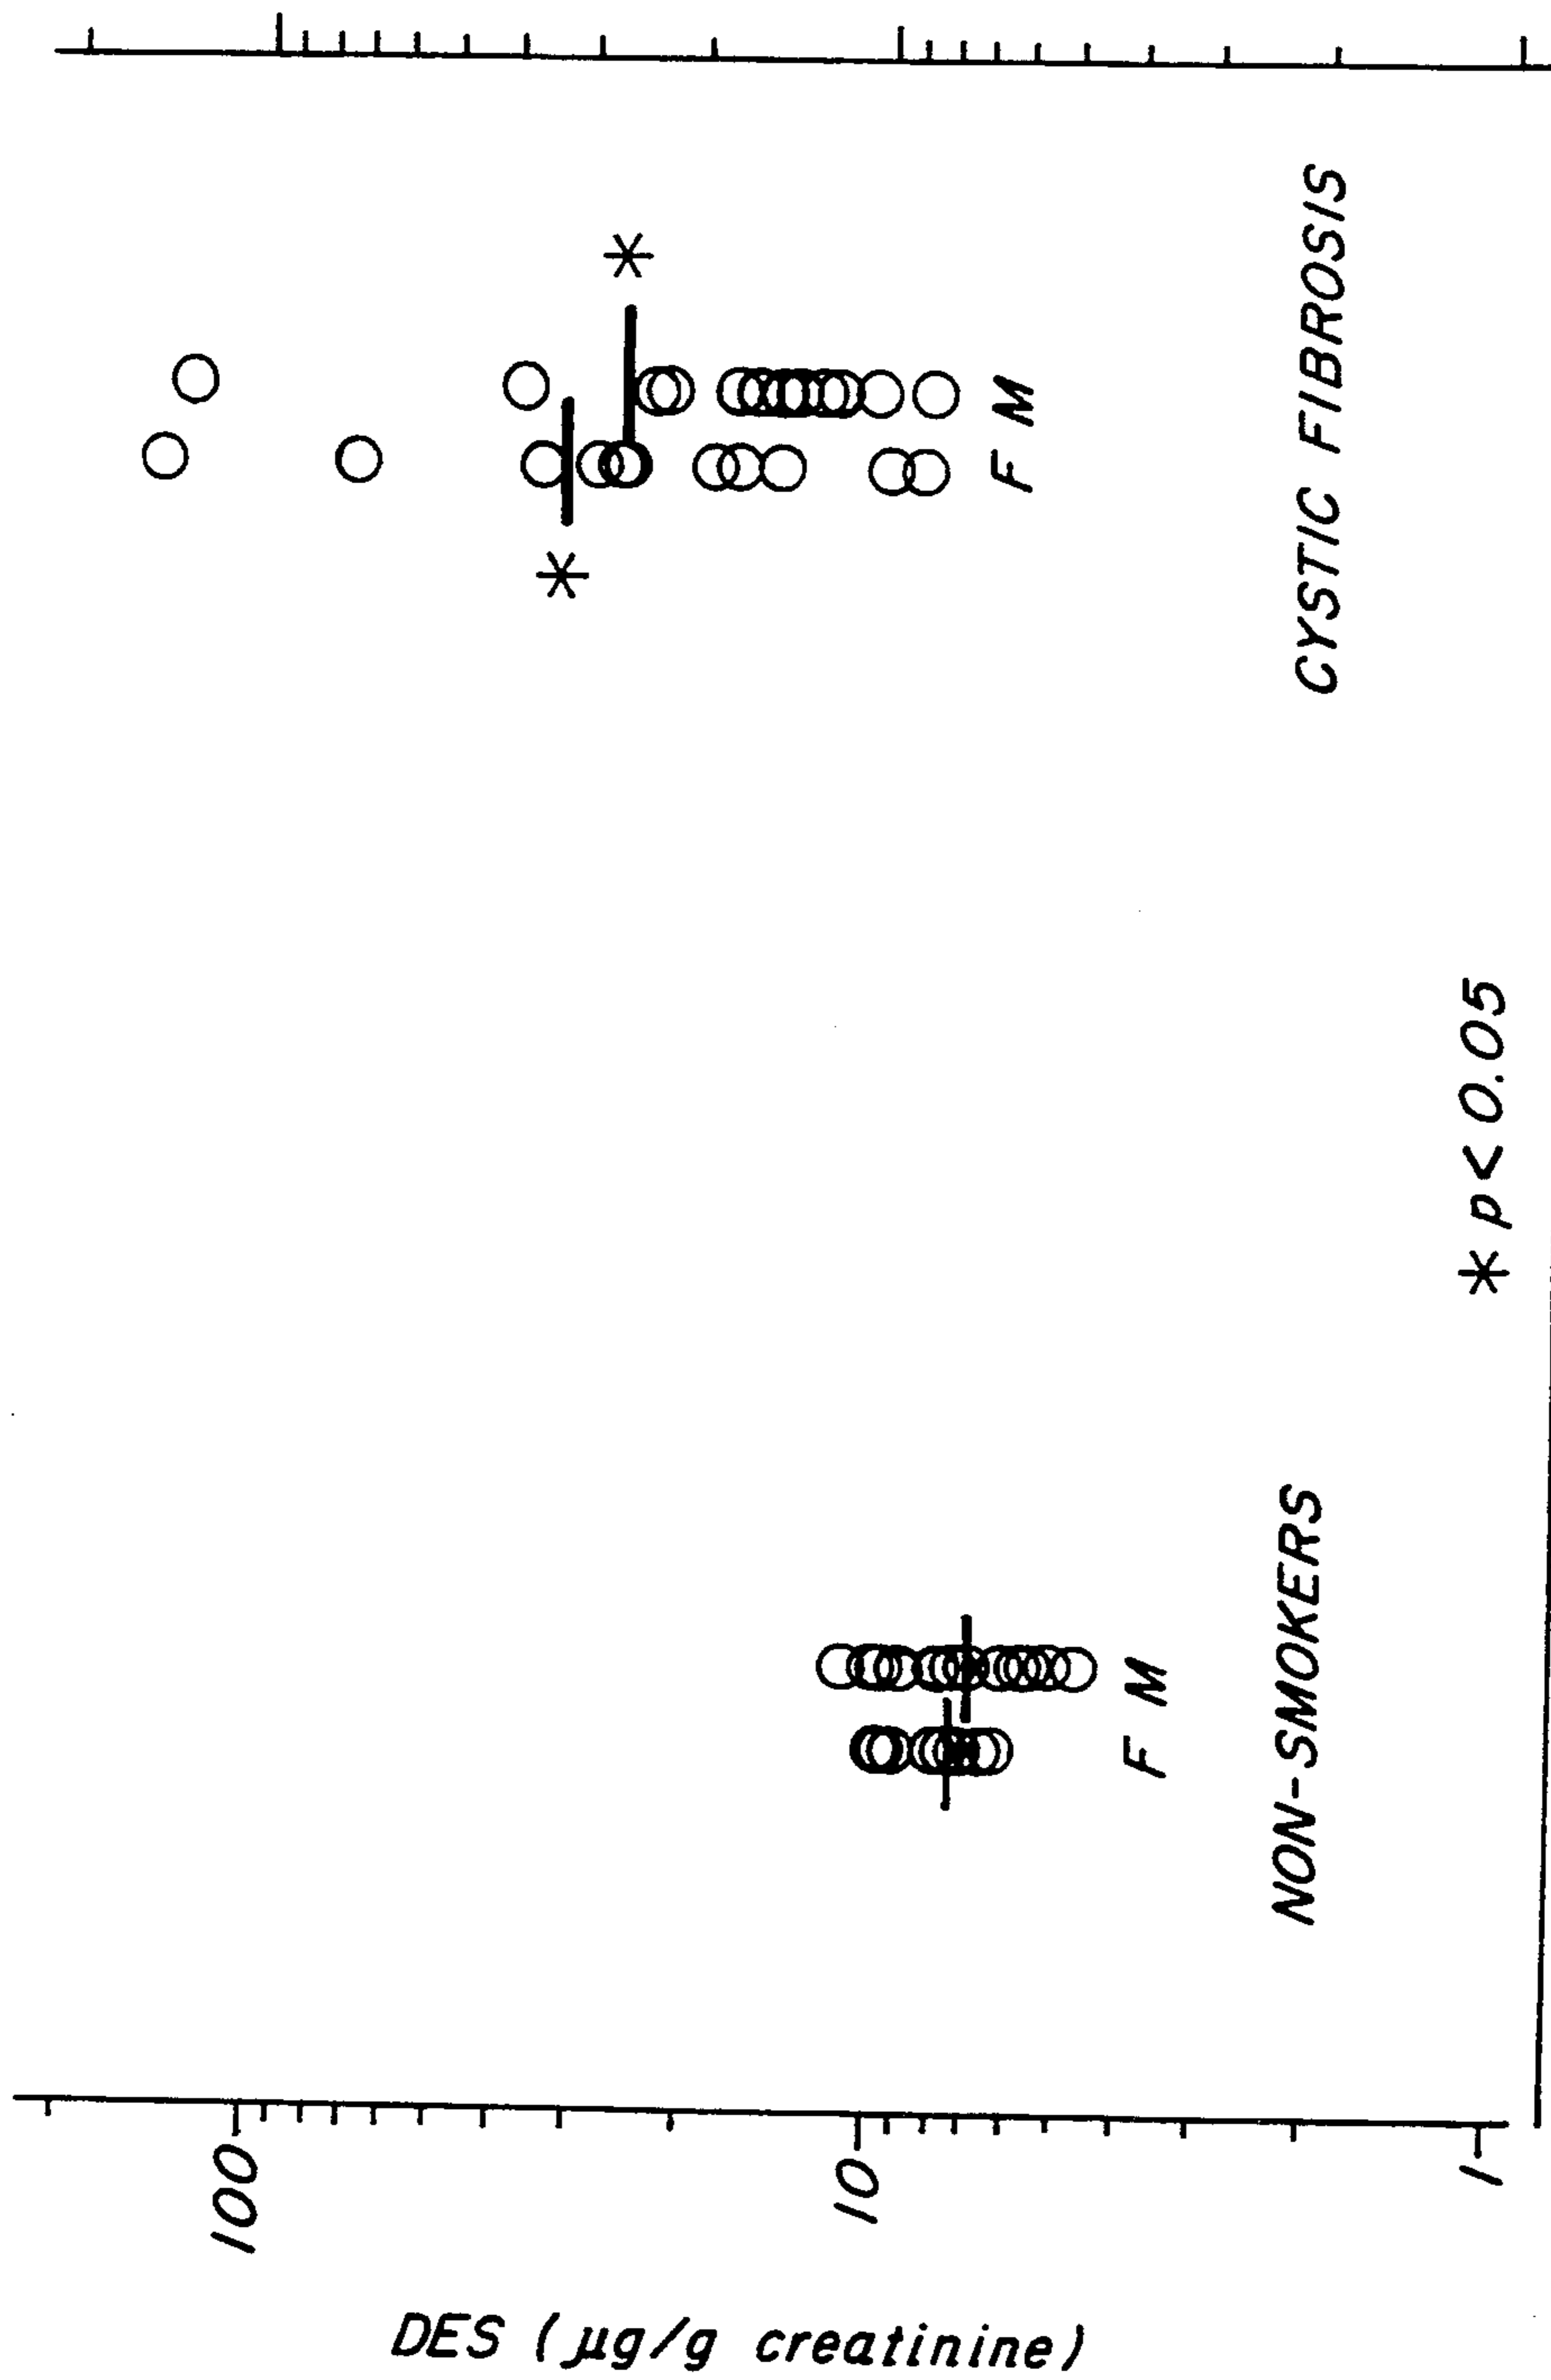 DES (µg/g creatinine)
100
10
1
F M
NON-SMOKERS
* p < 0.05
* *
F M
CYSTIC FIBROSIS